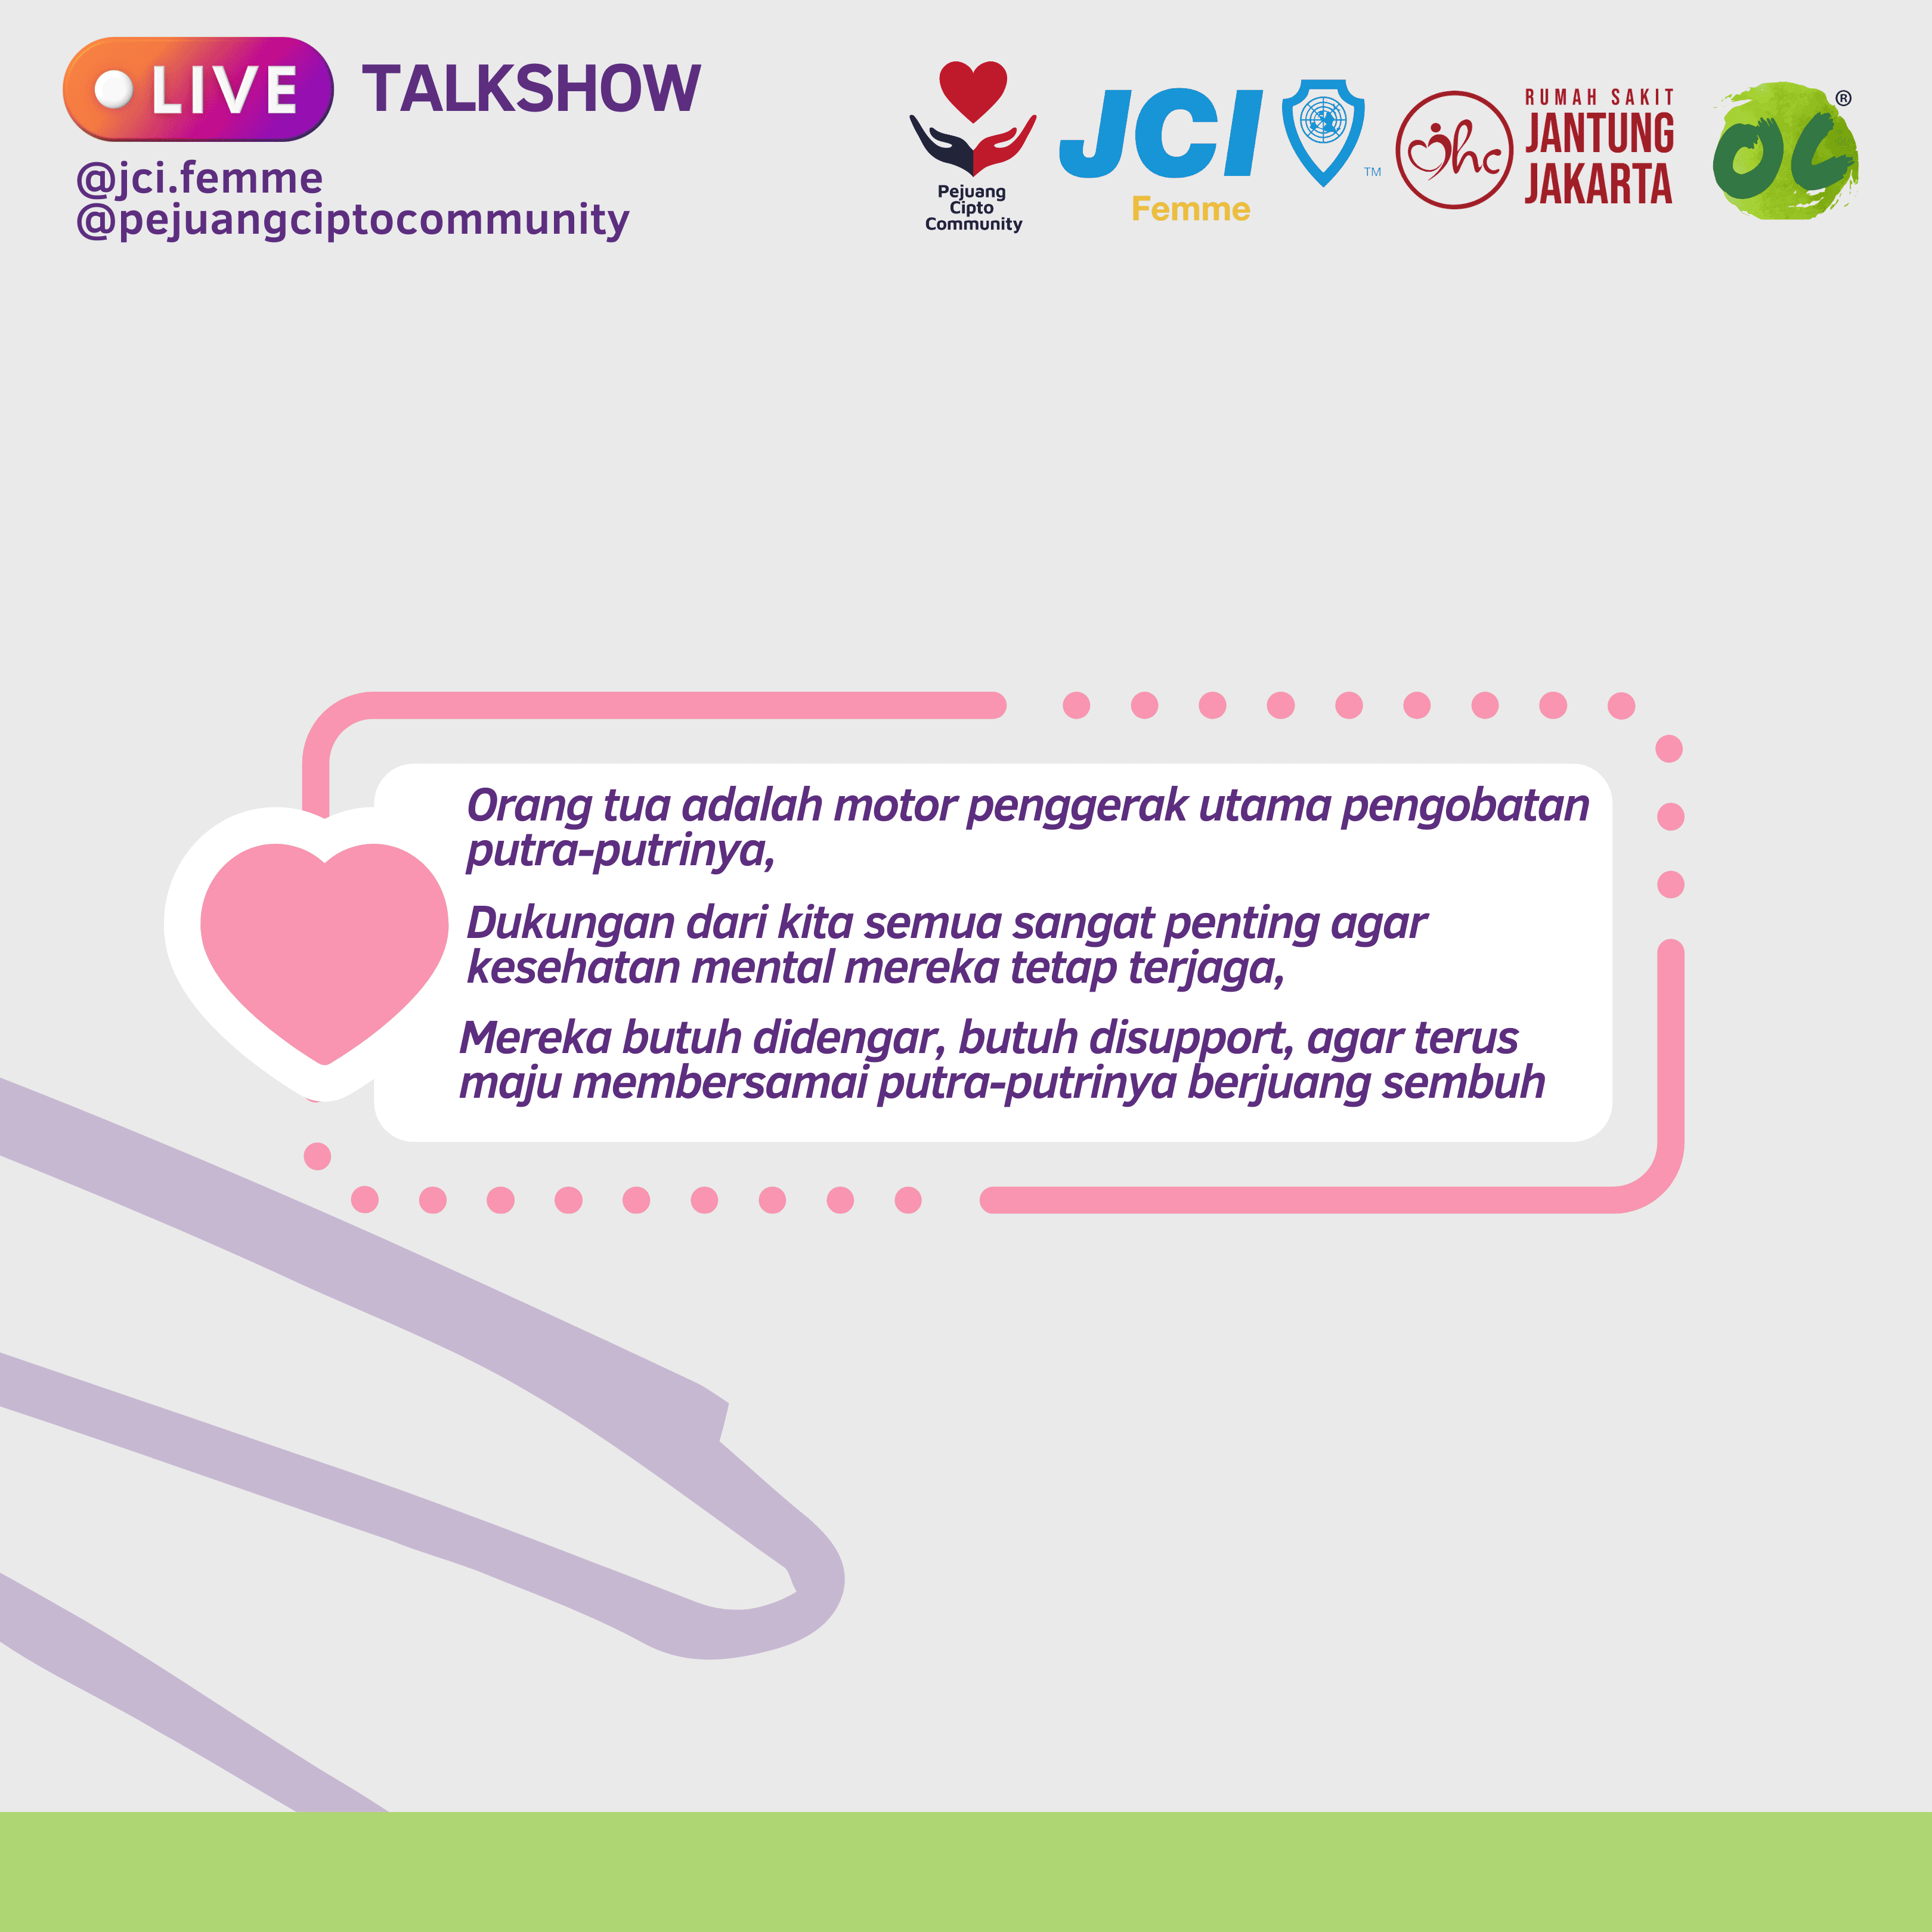 LIVE TALKSHOW
@jci.femme
@pejuangciptocommunity
Pejuang
Cipto
Community
JCI
TM
Femme
hc
RUMAH SAKIT
JANTUNG
JAKARTA
®
Orang tua adalah motor penggerak utama pengobatan
putra-putrinya,
Dukungan dari kita semua sangat penting agar
kesehatan mental mereka tetap terjaga,
Mereka butuh didengar, butuh disupport, agar terus
maju membersamai putra-putrinya berjuang sembuh